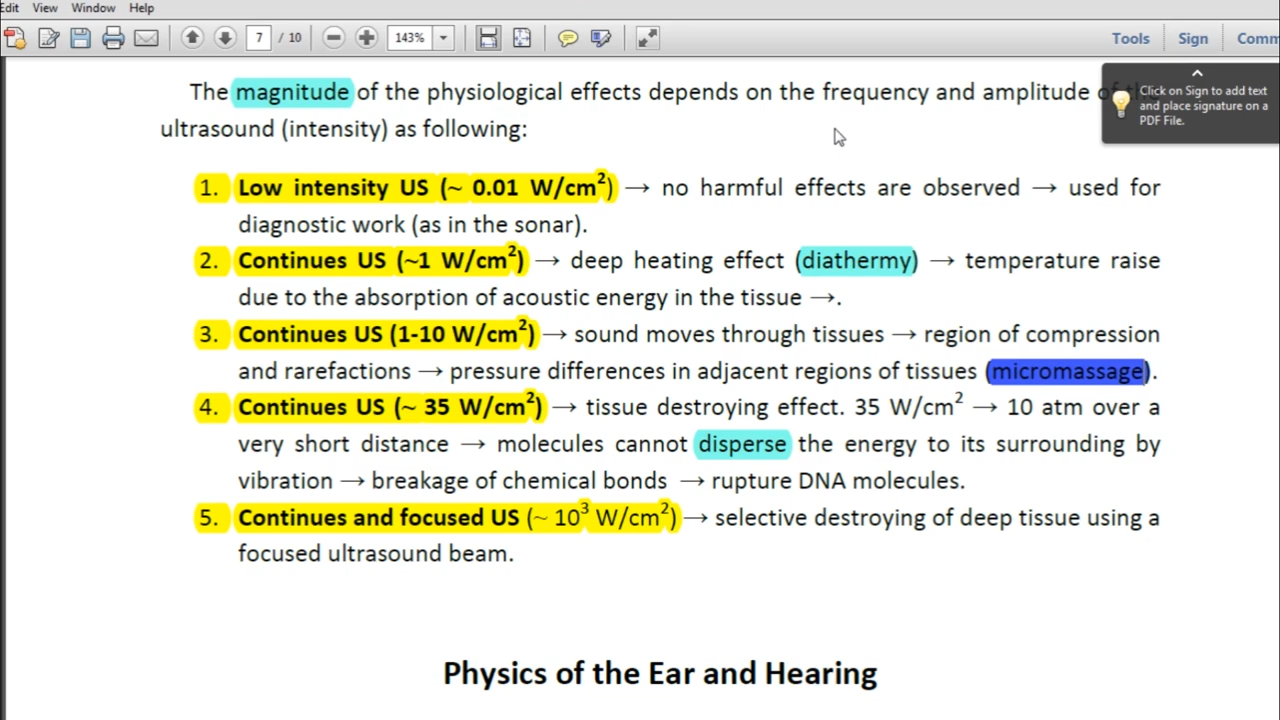 Edit View Window Help
7 / 10 143% Tools Sign Comm
The magnitude of the physiological effects depends on the frequency and amplitude of
Click on Sign to add text
and place signature on a
PDF File.
ultrasound (intensity) as following:
1. Low intensity US (~ 0.01 W/cm²) → no harmful effects are observed → used for
diagnostic work (as in the sonar).
2. Continues US (~1 W/cm²) → deep heating effect (diathermy) → temperature raise
due to the absorption of acoustic energy in the tissue →.
3. Continues US (1-10 W/cm²) → sound moves through tissues → region of compression
and rarefactions → pressure differences in adjacent regions of tissues (micromassage).
4. Continues US (~ 35 W/cm²) → tissue destroying effect. 35 W/cm² → 10 atm over a
very short distance → molecules cannot disperse the energy to its surrounding by
vibration → breakage of chemical bonds → rupture DNA molecules.
5. Continues and focused US (~ 10³ W/cm²) → selective destroying of deep tissue using a
focused ultrasound beam.
Physics of the Ear and Hearing